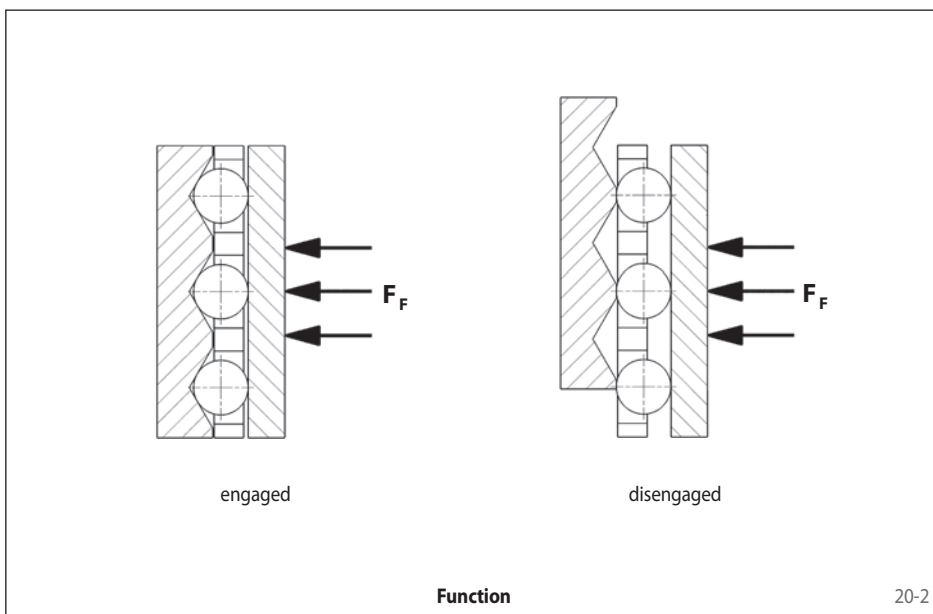 F_F
F_F
engaged
disengaged
Function
20-2